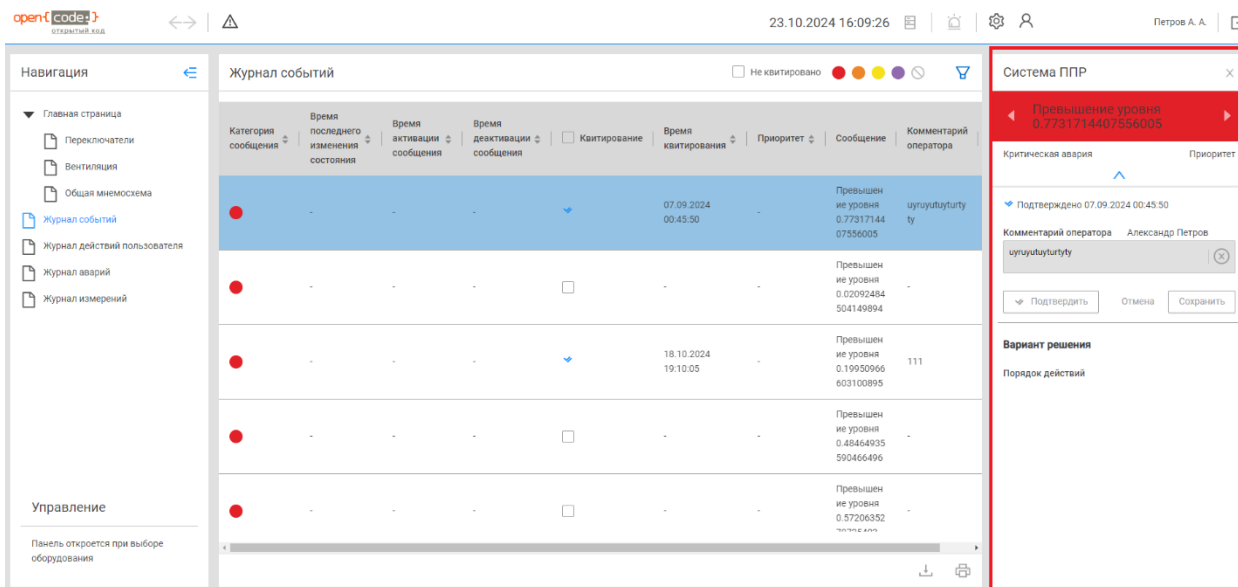 open{ code: }
открытый код
23.10.2024 16:09:26
Петров А. А.
Навигация
Главная страница
Переключатели
Вентиляция
Общая мнемосхема
Журнал событий
Журнал действий пользователя
Журнал аварий
Журнал измерений
Управление
Панель откроется при выборе
оборудования
Журнал событий
Не квитировано
Категория
сообщения
Время
последнего
изменения
состояния
Время
активации
сообщения
Время
деактивации
сообщения
Квитирование
Время
квитирования
Приоритет
Сообщение
Комментарий
оператора
- - -
07.09.2024
00:45:50
-
Превышен
ие уровня
0.77317144
07556005
uyruyutuyturty
ty
- - - - -
Превышен
ие уровня
0.02092484
504149894
-
- - -
18.10.2024
19:10:05
-
Превышен
ие уровня
0.19950966
603100895
111
- - - - -
Превышен
ие уровня
0.48464935
590466496
-
- - - - -
Превышен
ие уровня
0.57206352
-
Система ППР
Превышение уровня
0.7731714407556005
Критическая авария Приоритет
Подтверждено 07.09.2024 00:45:50
Комментарий оператора Александр Петров
uyruyutuyturtyty
Подтвердить Отмена Сохранить
Вариант решения
Порядок действий